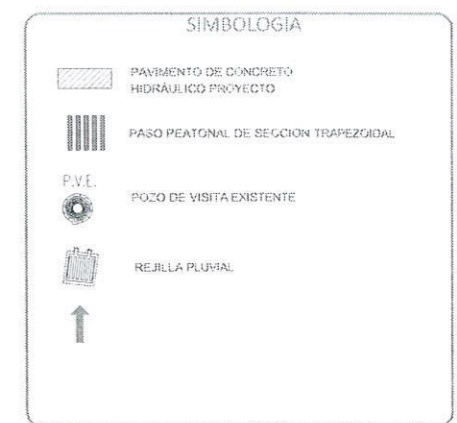 SIMBOLOGÍA
PAVIMENTO DE CONCRETO
HIDRÁULICO PROYECTO
PASO PEATONAL DE SECCION TRAPEZOIDAL
P.V.E.
POZO DE VISITA EXISTENTE
REJILLA PLUVIAL